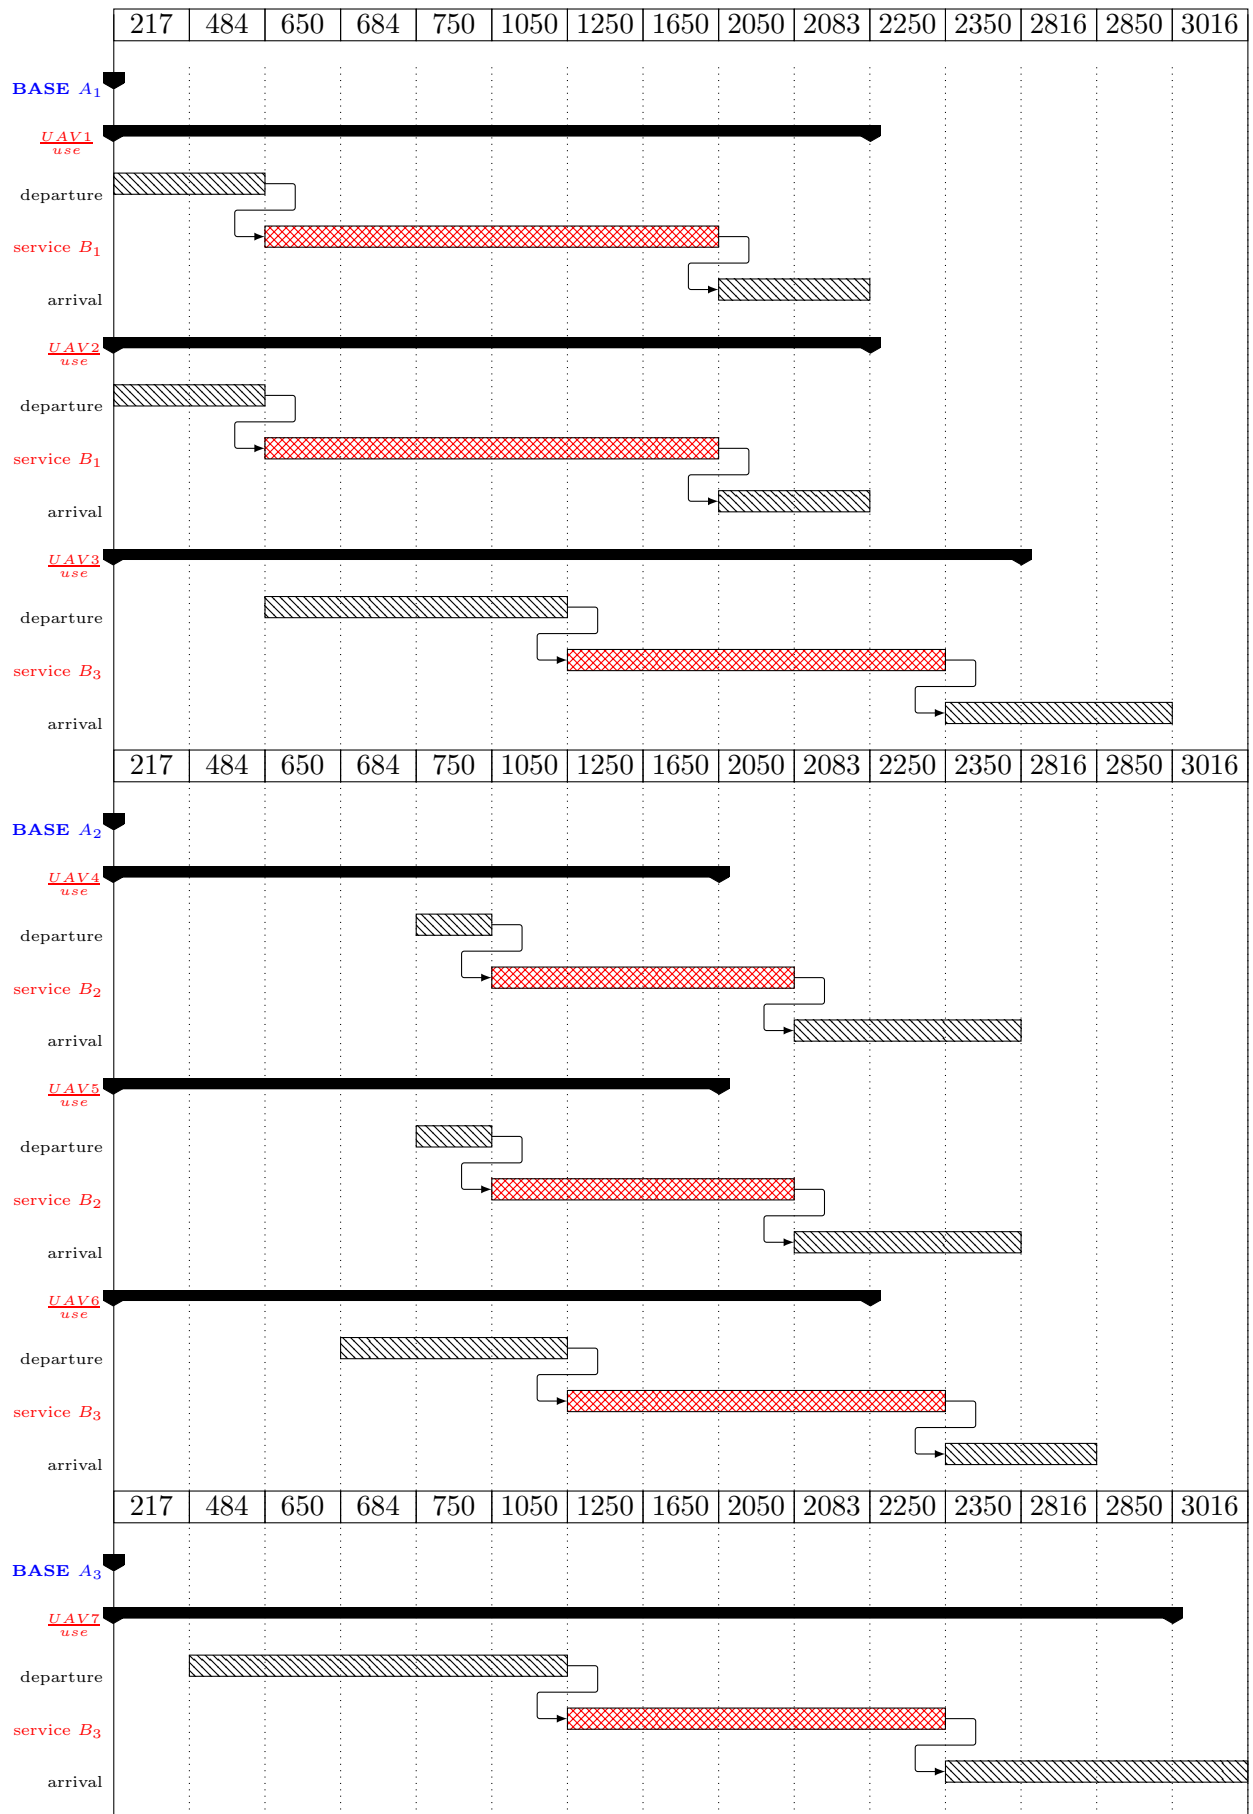 217 484 650 684 750 1050 1250 1650 2050 2083 2250 2350 2816 2850 3016
BASE A₁
UAV1
use
departure
service B₁
arrival
UAV2
use
departure
service B₁
arrival
UAV3
use
departure
service B₃
arrival
217 484 650 684 750 1050 1250 1650 2050 2083 2250 2350 2816 2850 3016
BASE A₂
UAV4
use
departure
service B₂
arrival
UAV5
use
departure
service B₂
arrival
UAV6
use
departure
service B₃
arrival
217 484 650 684 750 1050 1250 1650 2050 2083 2250 2350 2816 2850 3016
BASE A₃
UAV7
use
departure
service B₃
arrival